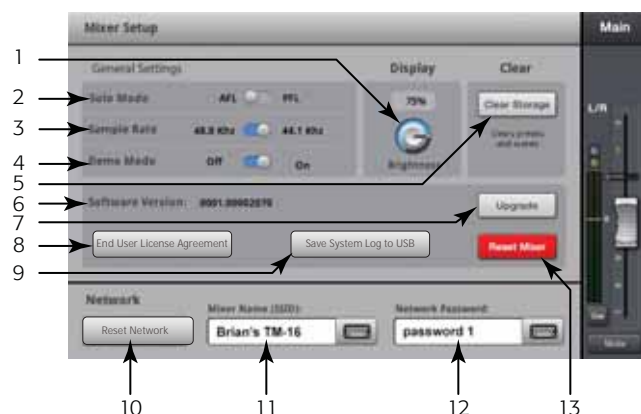 Mixer Setup
Main
General Settings
Display
Clear
1
2
Solo Mode
AFL
PFL
75%
Clear Storage
L/R
3
Sample Rate
48.0 Khz
44.1 Khz
Users, presets
and scenes
4
Demo Mode
Off
On
Brightness
5
6
Software Version:
0001.00002070
Upgrade
7
8
End User License Agreement
Save System Log to USB
Reset Mixer
9
Network
Mixer Name (SSID):
Network Password:
Reset Network
Brian's TM-16
password 1
Mute
10
11
12
13